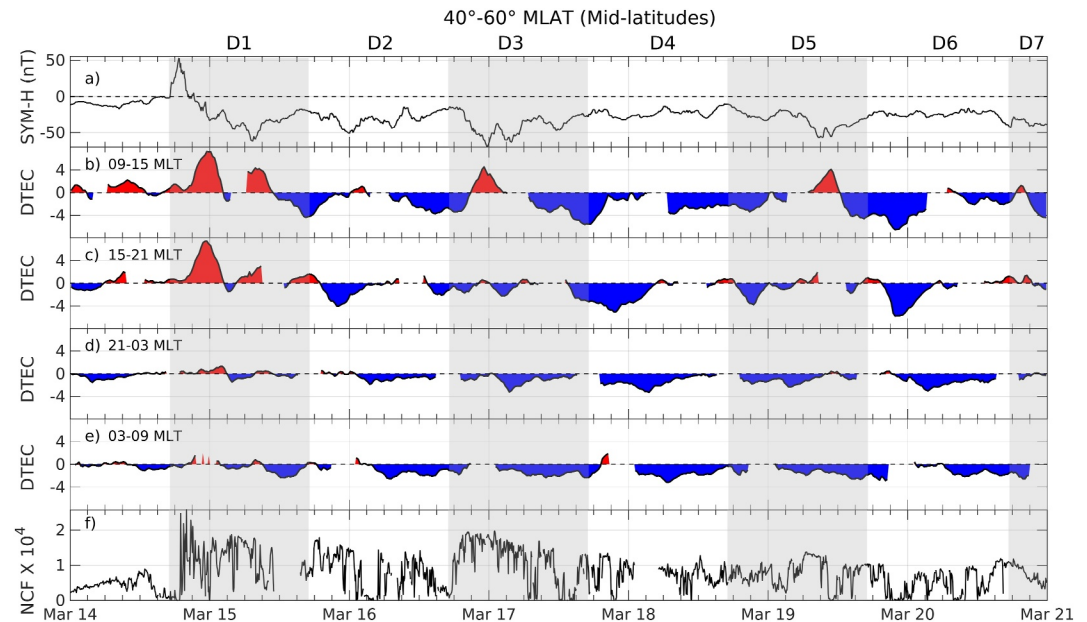 40°-60° MLAT (Mid-latitudes)
D1 D2 D3 D4 D5 D6 D7
SYM-H (nT)
50
0
-50
a)
DTEC
4
0
-4
b) 09-15 MLT
DTEC
4
0
-4
c) 15-21 MLT
DTEC
4
0
-4
d) 21-03 MLT
DTEC
4
0
-4
e) 03-09 MLT
NCF X 10⁴
2
1
0
f)
Mar 14 Mar 15 Mar 16 Mar 17 Mar 18 Mar 19 Mar 20 Mar 21